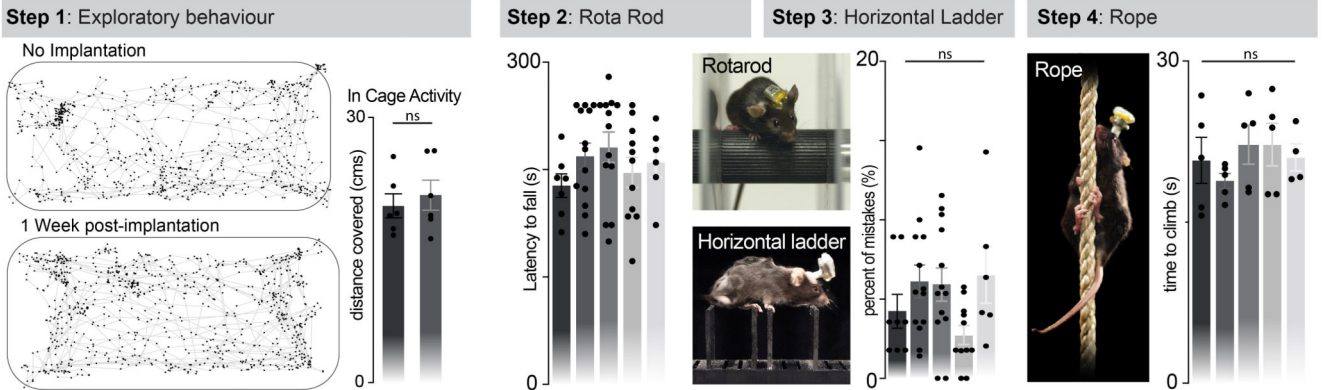 Step 1: Exploratory behaviour
No Implantation
1 Week post-implantation
In Cage Activity
ns
30
0
distance covered (cms)
Step 2: Rota Rod
300
0
Latency to fall (s)
Rotarod
Horizontal ladder
Step 3: Horizontal Ladder
20
0
percent of mistakes (%)
ns
Step 4: Rope
Rope
30
0
time to climb (s)
ns